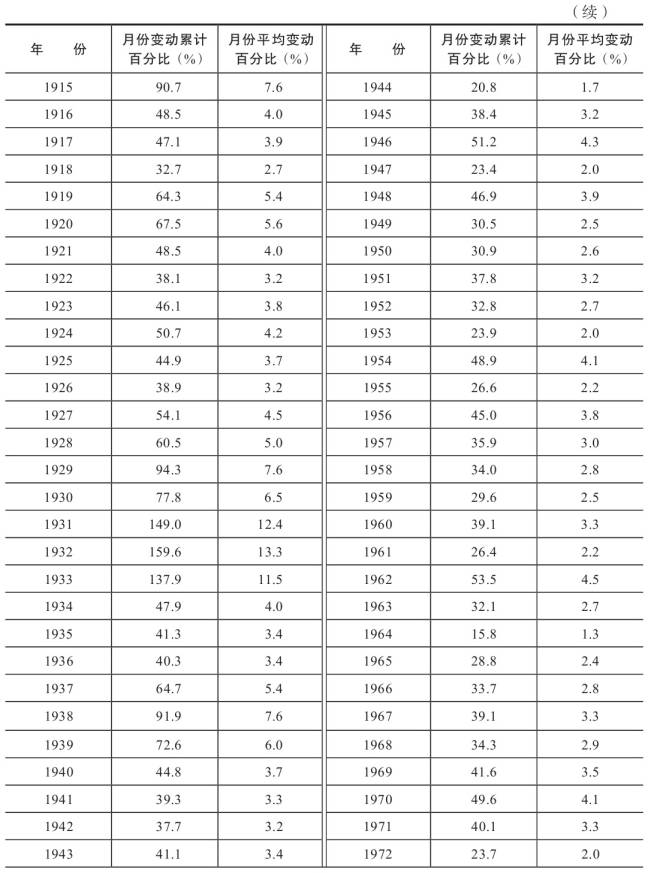 （续）
年 份 月份变动累计 月份平均变动 年 份 月份变动累计 月份平均变动
百分比（%） 百分比（%） 百分比（%） 百分比（%）
1915 90.7 7.6 1944 20.8 1.7
1916 48.5 4.0 1945 38.4 3.2
1917 47.1 3.9 1946 51.2 4.3
1918 32.7 2.7 1947 23.4 2.0
1919 64.3 5.4 1948 46.9 3.9
1920 67.5 5.6 1949 30.5 2.5
1921 48.5 4.0 1950 30.9 2.6
1922 38.1 3.2 1951 37.8 3.2
1923 46.1 3.8 1952 32.8 2.7
1924 50.7 4.2 1953 23.9 2.0
1925 44.9 3.7 1954 48.9 4.1
1926 38.9 3.2 1955 26.6 2.2
1927 54.1 4.5 1956 45.0 3.8
1928 60.5 5.0 1957 35.9 3.0
1929 94.3 7.6 1958 34.0 2.8
1930 77.8 6.5 1959 29.6 2.5
1931 149.0 12.4 1960 39.1 3.3
1932 159.6 13.3 1961 26.4 2.2
1933 137.9 11.5 1962 53.5 4.5
1934 47.9 4.0 1963 32.1 2.7
1935 41.3 3.4 1964 15.8 1.3
1936 40.3 3.4 1965 28.8 2.4
1937 64.7 5.4 1966 33.7 2.8
1938 91.9 7.6 1967 39.1 3.3
1939 72.6 6.0 1968 34.3 2.9
1940 44.8 3.7 1969 41.6 3.5
1941 39.3 3.3 1970 49.6 4.1
1942 37.7 3.2 1971 40.1 3.3
1943 41.1 3.4 1972 23.7 2.0